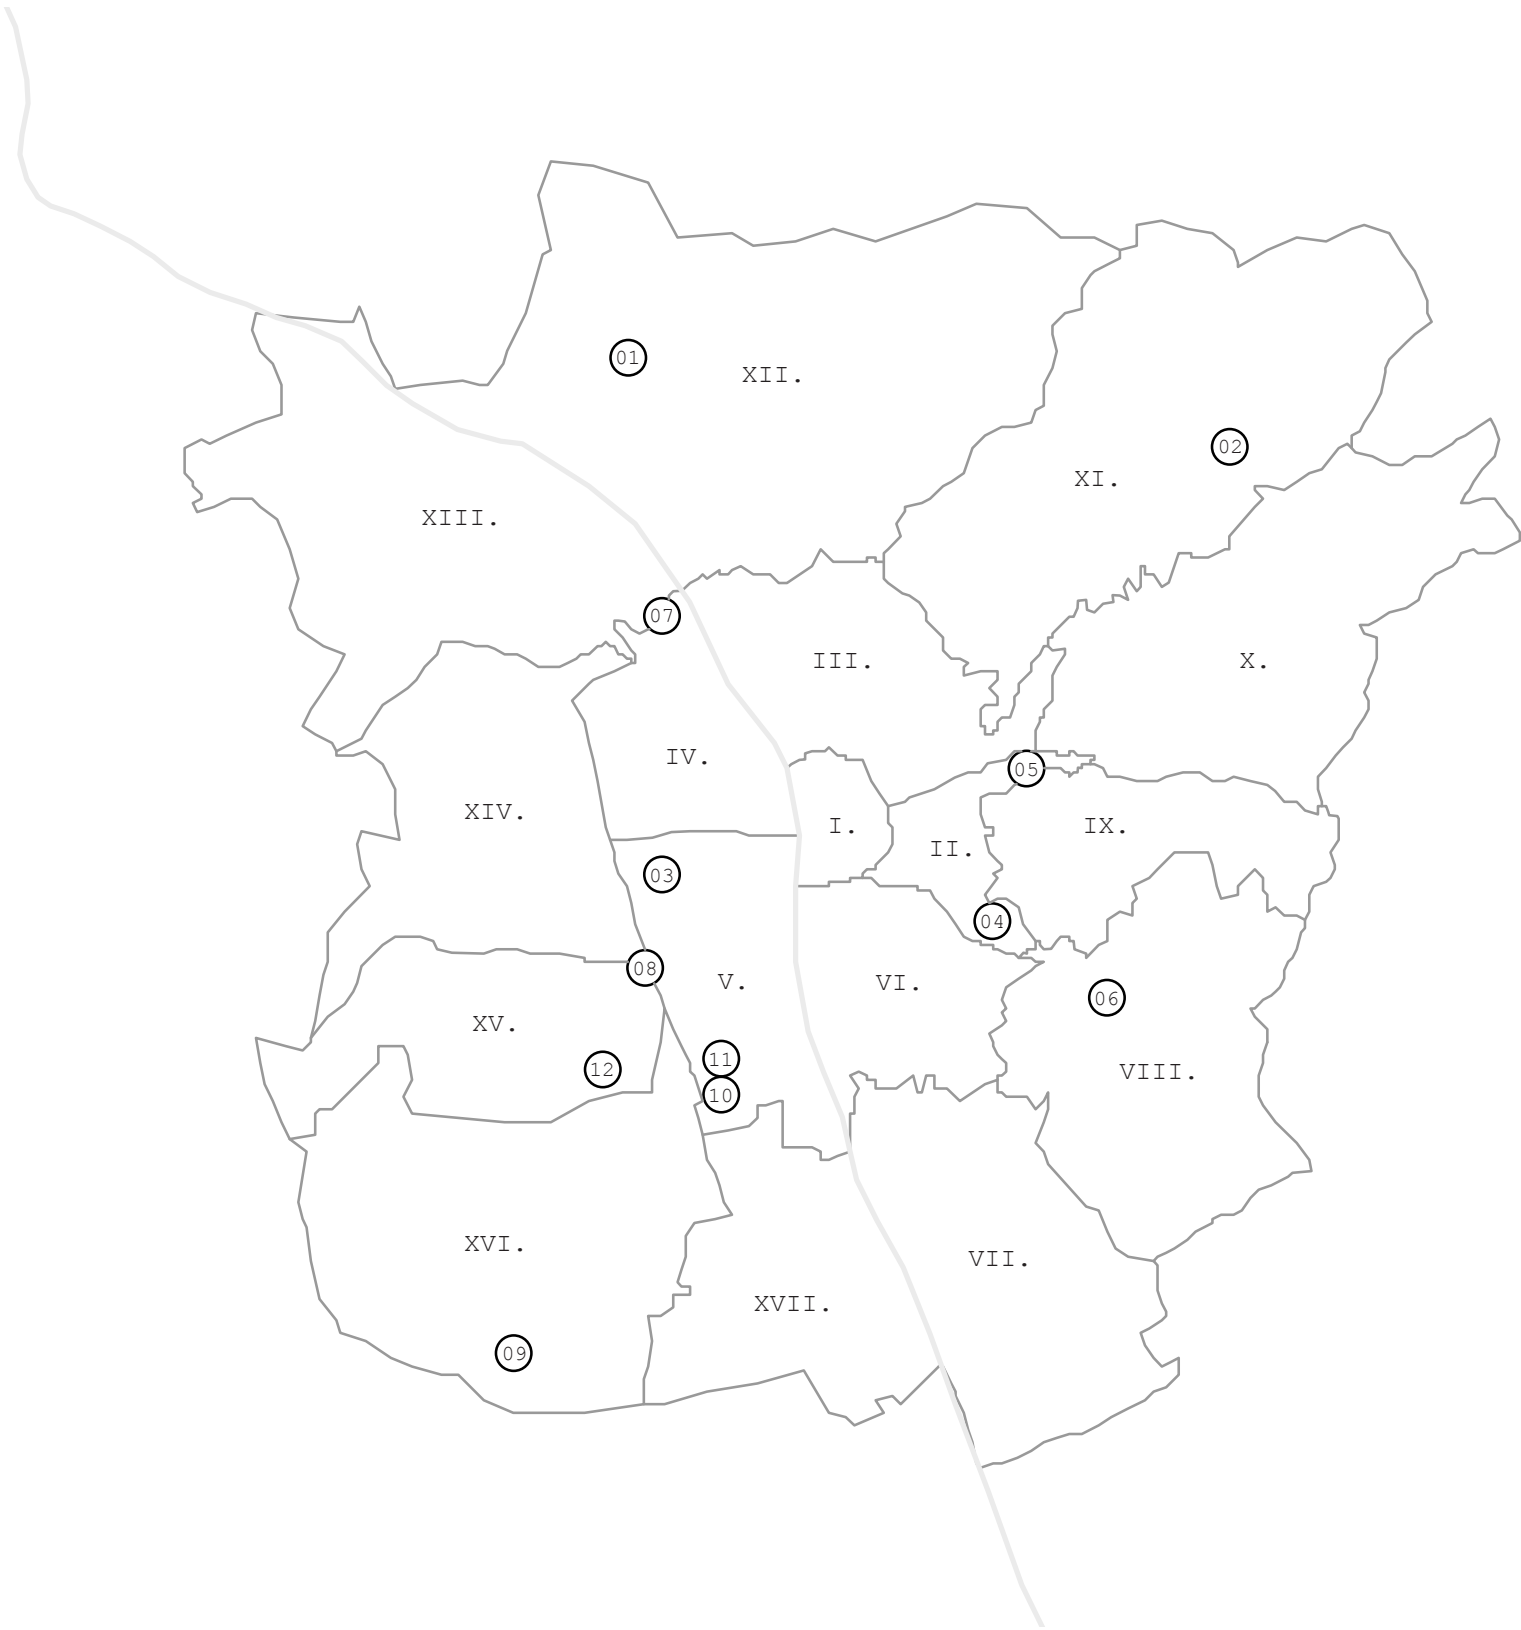 01
XII.
02
XI.
XIII.
07
III.
X.
IV.
05
XIV.
I.
IX.
II.
03
04
08
V.
VI.
06
XV.
11
12
VIII.
10
XVI.
VII.
XVII.
09